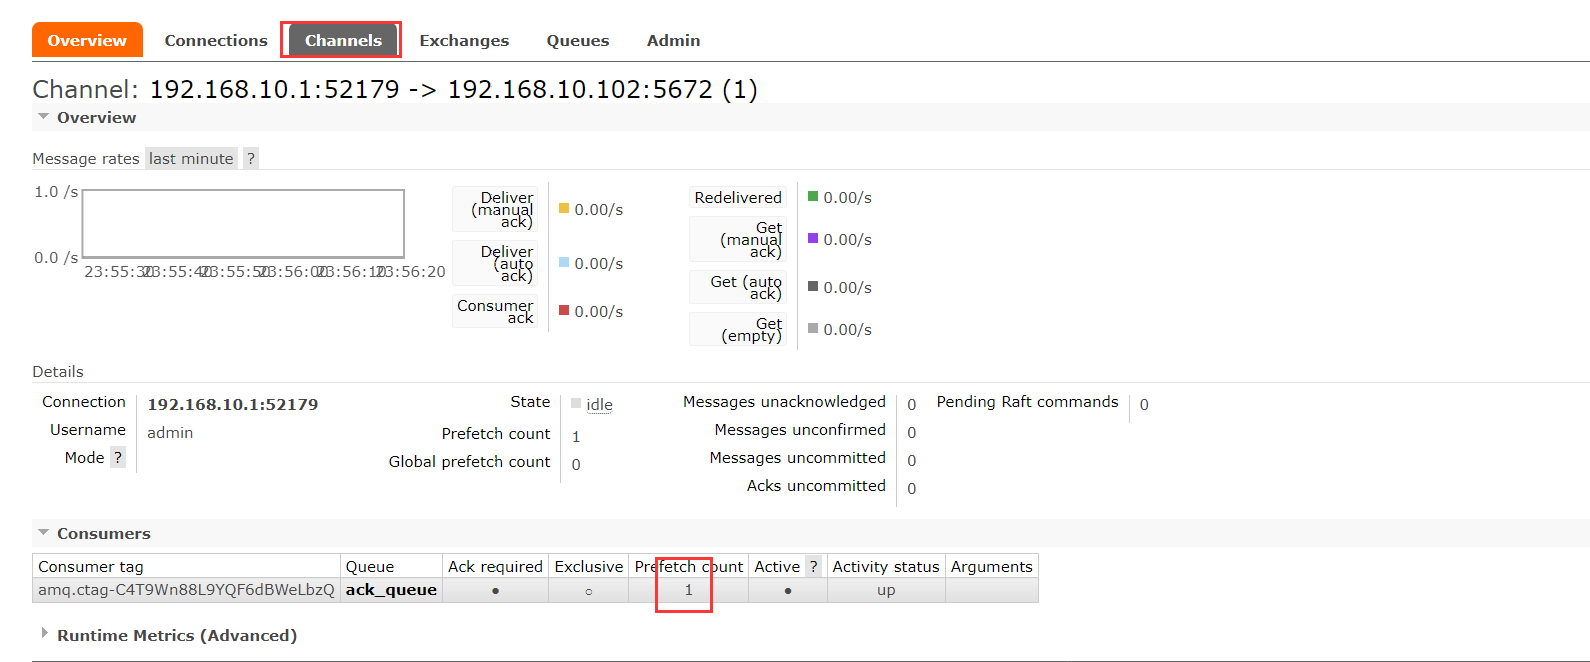 Overview Connections Channels Exchanges Queues Admin
Channel: 192.168.10.1:52179 -> 192.168.10.102:5672 (1)
Overview
Message rates last minute ?
1.0 /s
0.0 /s
23:55:30 23:55:40 23:55:50 23:56:00 23:56:10 23:56:20
Deliver
(manual
ack)
0.00/s
Deliver
(auto
ack)
0.00/s
Consumer
ack
0.00/s
Redelivered
0.00/s
Get
(manual
ack)
0.00/s
Get (auto
ack)
0.00/s
Get
(empty)
0.00/s
Details
Connection 192.168.10.1:52179
Username admin
Mode ?
State idle
Prefetch count 1
Global prefetch count 0
Messages unacknowledged 0
Messages unconfirmed 0
Messages uncommitted 0
Acks uncommitted 0
Pending Raft commands 0
Consumers
Consumer tag Queue Ack required Exclusive Prefetch count Active ? Activity status Arguments
amq.ctag-C4T9Wn88L9YQF6dBWeLbzQ ack_queue ● ○ 1 ● up
Runtime Metrics (Advanced)